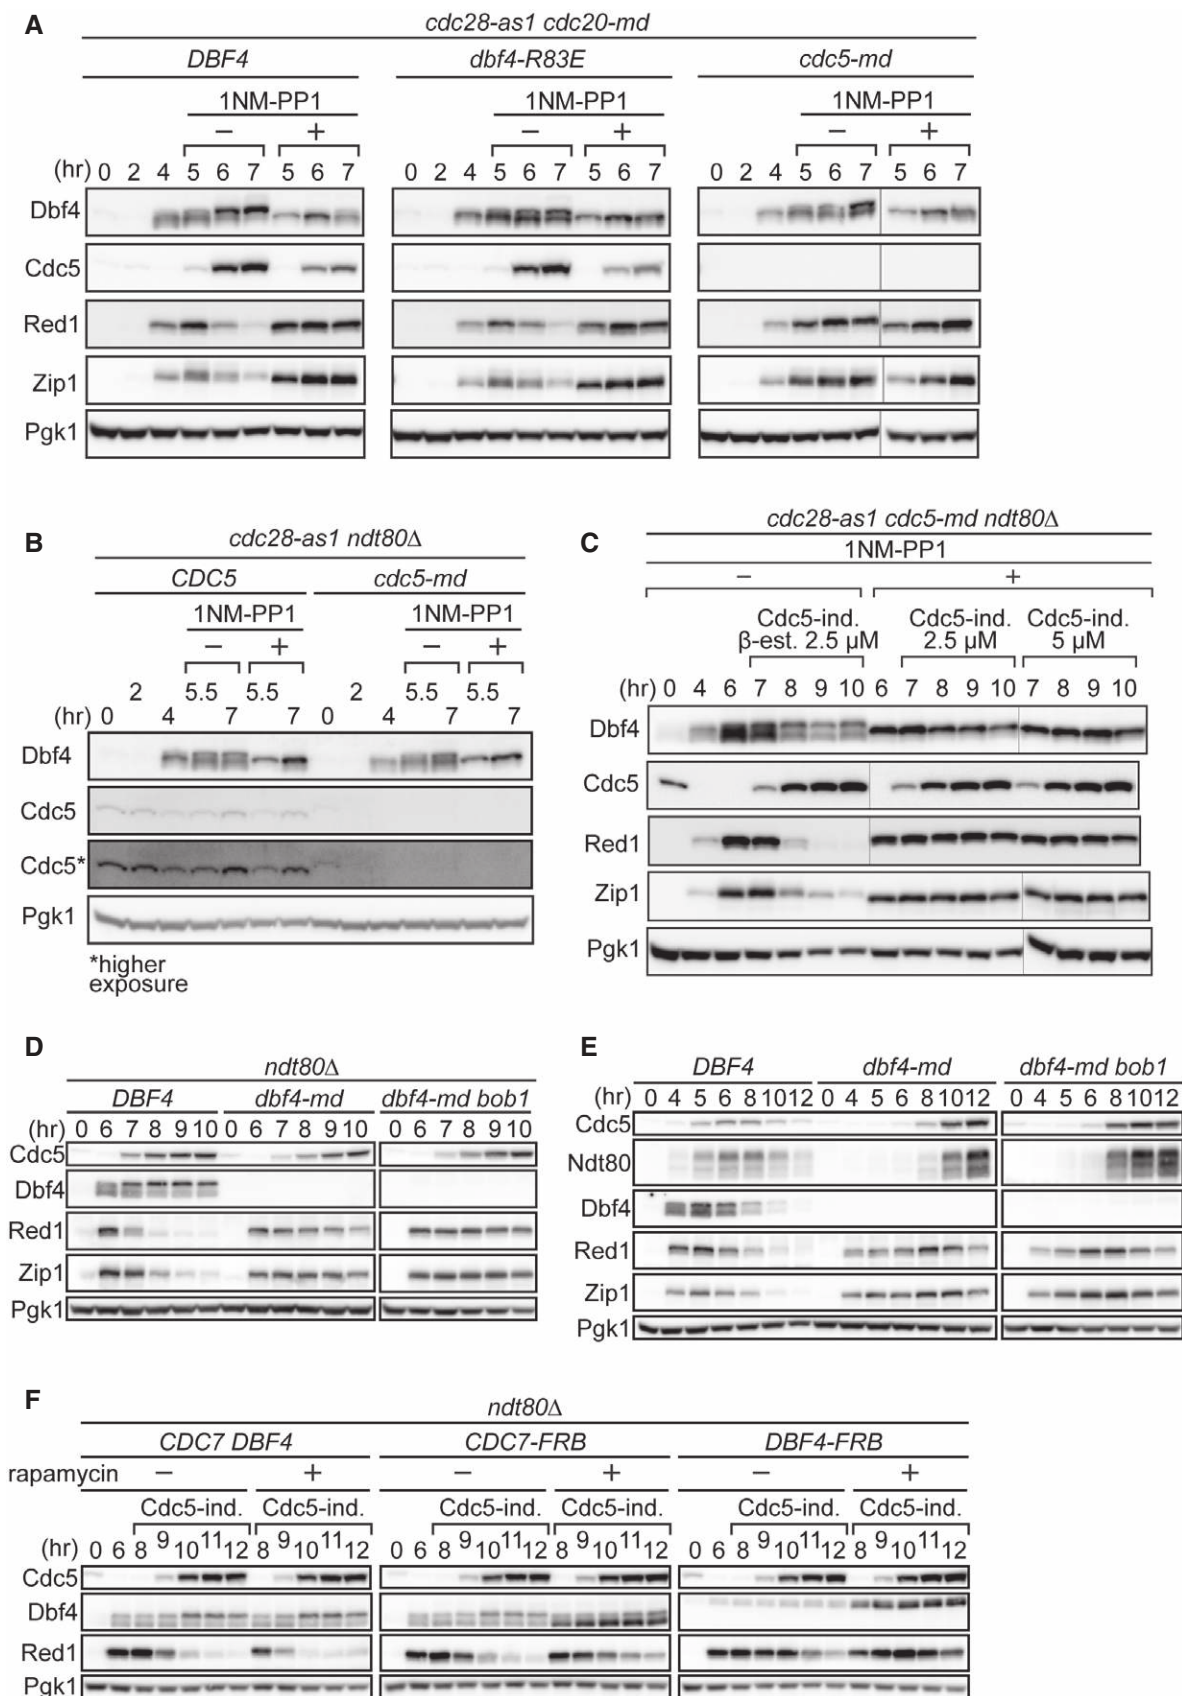 A
cdc28-as1 cdc20-md
DBF4 dbf4-R83E cdc5-md
1NM-PP1 1NM-PP1 1NM-PP1
− + − + − +
(hr) 0 2 4 5 6 7 5 6 7 0 2 4 5 6 7 5 6 7 0 2 4 5 6 7 5 6 7
Dbf4
Cdc5
Red1
Zip1
Pgk1
B
cdc28-as1 ndt80Δ
CDC5 cdc5-md
1NM-PP1 1NM-PP1
− + − +
2 5.5 5.5 2 5.5 5.5
(hr) 0 4 7 7 0 4 7 7
Dbf4
Cdc5
Cdc5*
Pgk1
*higher
exposure
C
cdc28-as1 cdc5-md ndt80Δ
1NM-PP1
− +
Cdc5-ind. Cdc5-ind. Cdc5-ind.
β-est. 2.5 µM 2.5 µM 5 µM
(hr) 0 4 6 7 8 9 10 6 7 8 9 10 7 8 9 10
Dbf4
Cdc5
Red1
Zip1
Pgk1
D
ndt80Δ
DBF4 dbf4-md dbf4-md bob1
(hr) 0 6 7 8 9 10 0 6 7 8 9 10 0 6 7 8 9 10
Cdc5
Dbf4
Red1
Zip1
Pgk1
E
DBF4 dbf4-md dbf4-md bob1
(hr) 0 4 5 6 8 10 12 0 4 5 6 8 10 12 0 4 5 6 8 10 12
Cdc5
Ndt80
Dbf4
Red1
Zip1
Pgk1
F
ndt80Δ
CDC7 DBF4 CDC7-FRB DBF4-FRB
rapamycin − + − + − +
Cdc5-ind. Cdc5-ind. Cdc5-ind. Cdc5-ind. Cdc5-ind. Cdc5-ind.
(hr) 0 6 8 9 10 11 12 8 9 10 11 12 0 6 8 9 10 11 12 8 9 10 11 12 0 6 8 9 10 11 12 8 9 10 11 12
Cdc5
Dbf4
Red1
Pgk1